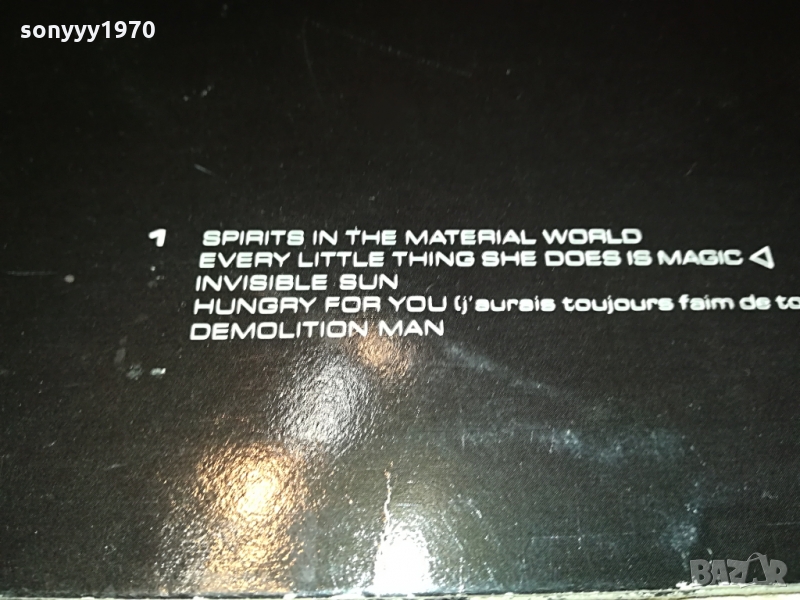 sonyyy1970
1 SPIRITS IN THE MATERIAL WORLD
EVERY LITTLE THING SHE DOES IS MAGIC
INVISIBLE SUN
HUNGRY FOR YOU (j'aurais toujours faim de to
DEMOLITION MAN
BAZAR